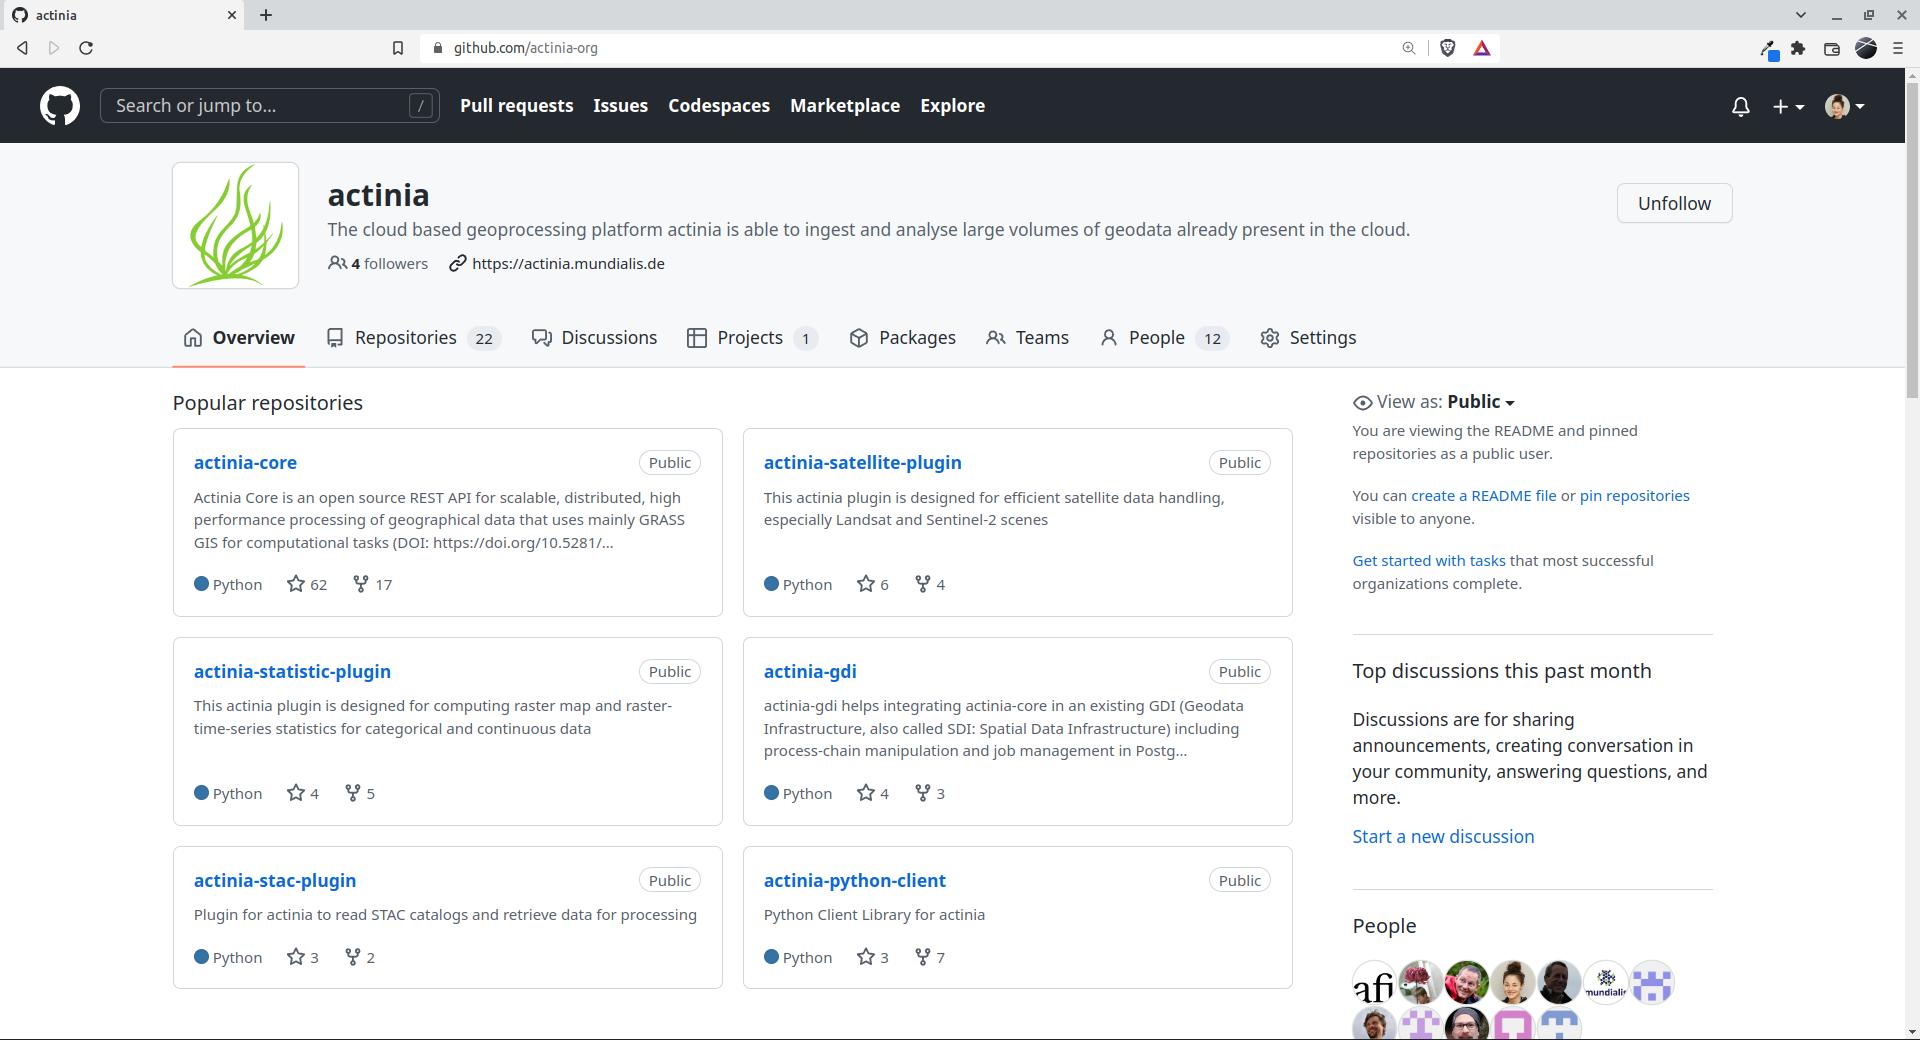 actinia
github.com/actinia-org
Search or jump to... /
Pull requests
Issues
Codespaces
Marketplace
Explore
actinia
Unfollow
The cloud based geoprocessing platform actinia is able to ingest and analyse large volumes of geodata already present in the cloud.
4 followers
https://actinia.mundialis.de
Overview
Repositories 22
Discussions
Projects 1
Packages
Teams
People 12
Settings
Popular repositories
actinia-core
Public
Actinia Core is an open source REST API for scalable, distributed, high
performance processing of geographical data that uses mainly GRASS
GIS for computational tasks (DOI: https://doi.org/10.5281/...
Python 62 17
actinia-satellite-plugin
Public
This actinia plugin is designed for efficient satellite data handling,
especially Landsat and Sentinel-2 scenes
Python 6 4
actinia-statistic-plugin
Public
This actinia plugin is designed for computing raster map and raster-
time-series statistics for categorical and continuous data
Python 4 5
actinia-gdi
Public
actinia-gdi helps integrating actinia-core in an existing GDI (Geodata
Infrastructure, also called SDI: Spatial Data Infrastructure) including
process-chain manipulation and job management in Postg...
Python 4 3
actinia-stac-plugin
Public
Plugin for actinia to read STAC catalogs and retrieve data for processing
Python 3 2
actinia-python-client
Public
Python Client Library for actinia
Python 3 7
View as: Public
You are viewing the README and pinned
repositories as a public user.
You can create a README file or pin repositories
visible to anyone.
Get started with tasks that most successful
organizations complete.
Top discussions this past month
Discussions are for sharing
announcements, creating conversation in
your community, answering questions, and
more.
Start a new discussion
People
afi
mundialis